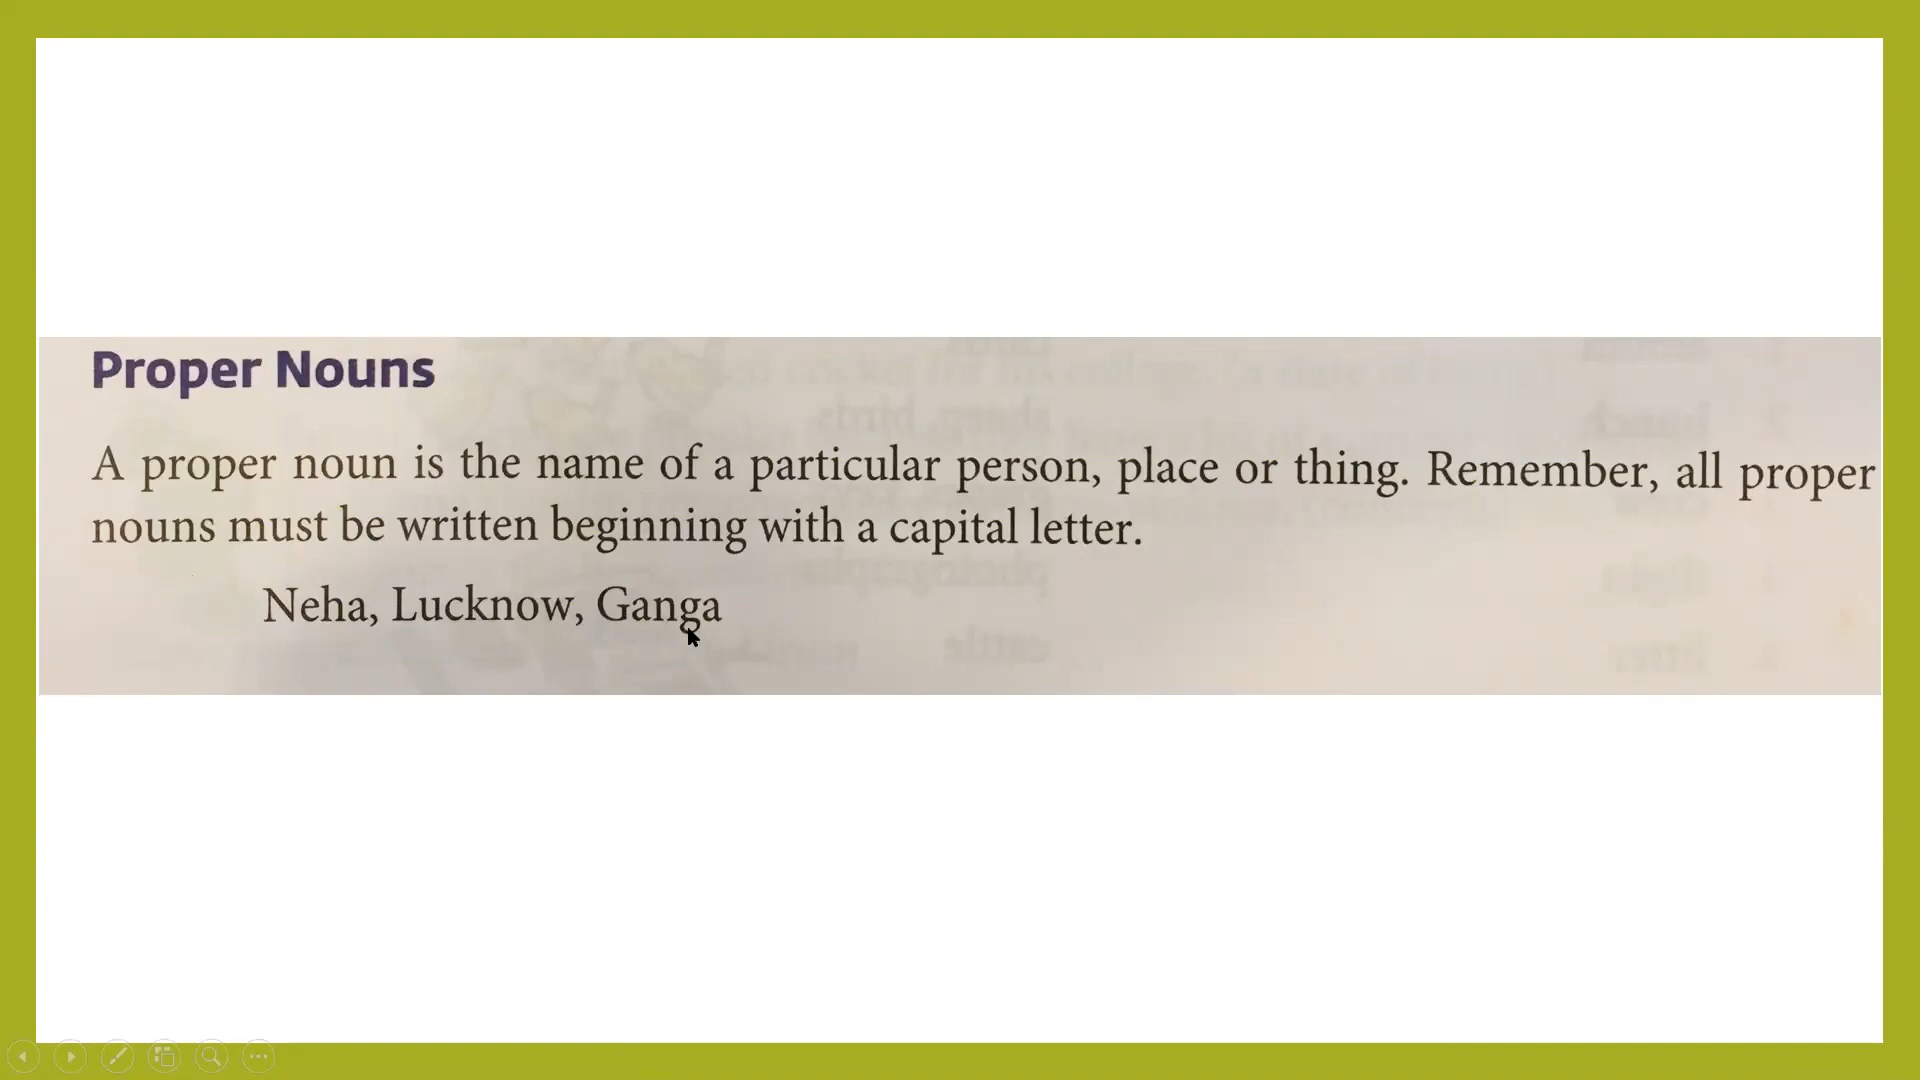 Proper Nouns
A proper noun is the name of a particular person, place or thing. Remember, all proper
nouns must be written beginning with a capital letter.
Neha, Lucknow, Ganga